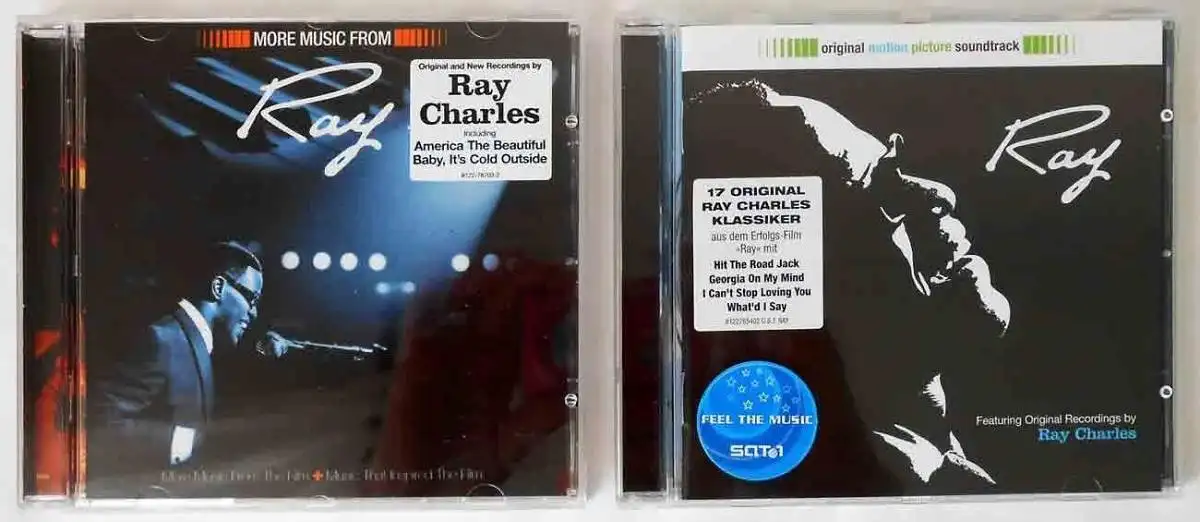 MORE MUSIC FROM
Ray
Original and New Recordings by
Ray
Charles
including
America The Beautiful
Baby, It's Cold Outside
More Music From The Film + Music That Inspired The Film
original motion picture soundtrack
Ray
17 ORIGINAL
RAY CHARLES
KLASSIKER
aus dem Erfolgs-Film
»Ray« mit
Hit The Road Jack
Georgia On My Mind
I Can't Stop Loving You
What'd I Say
FEEL THE MUSIC
SAT.1
Featuring Original Recordings by
Ray Charles